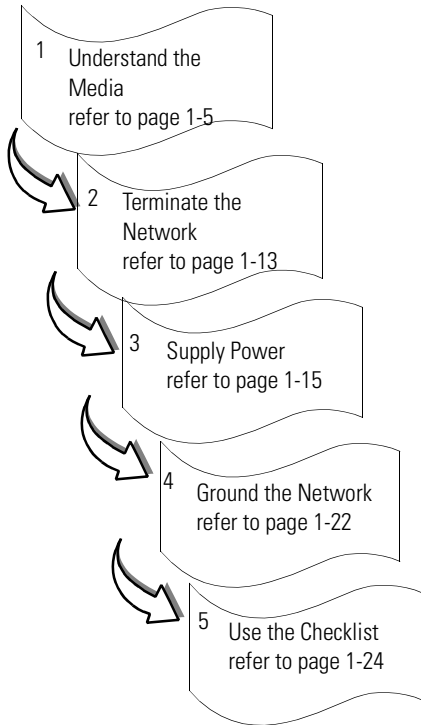 1
Understand the
Media
refer to page 1-5
2
Terminate the
Network
refer to page 1-13
3
Supply Power
refer to page 1-15
4
Ground the Network
refer to page 1-22
5
Use the Checklist
refer to page 1-24